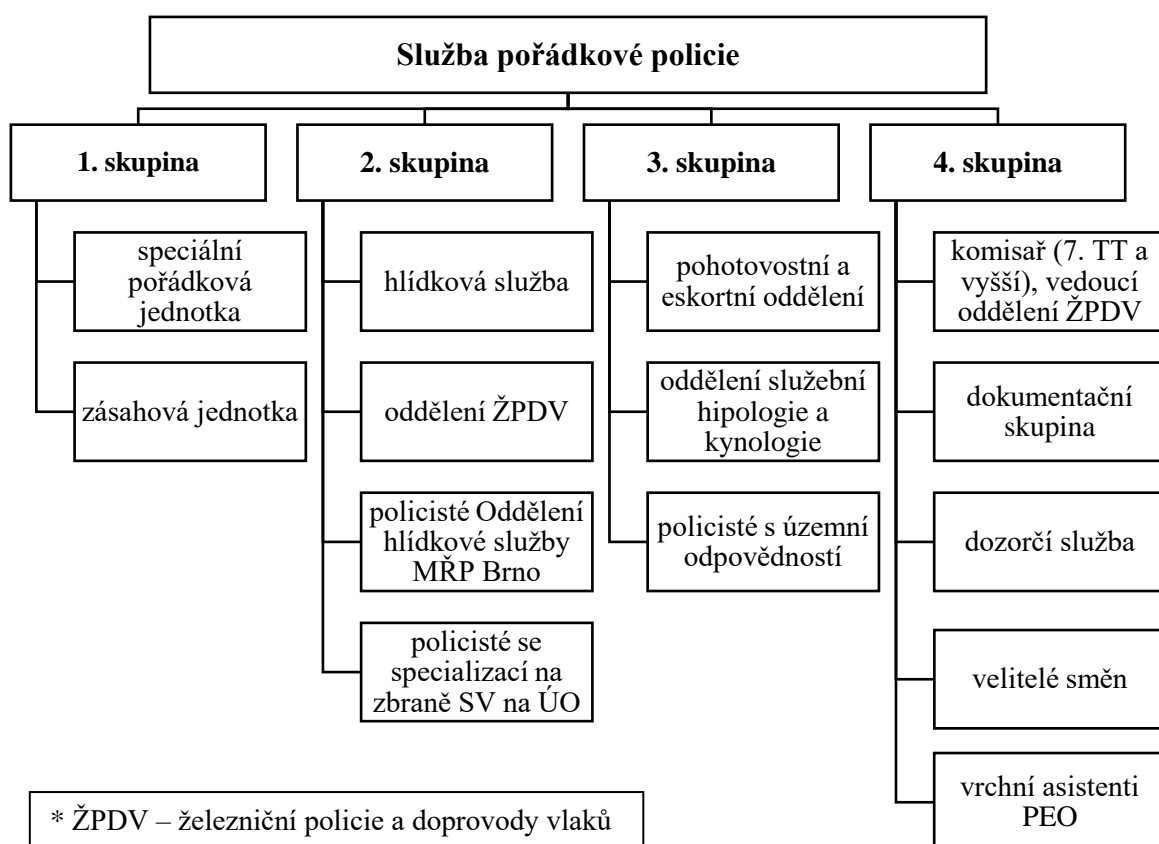 Služba pořádkové policie
1. skupina
speciální
pořádková
jednotka
zásahová jednotka
2. skupina
hlídková služba
oddělení ŽPDV
policisté Oddělení
hlídkové služby
MŘP Brno
policisté se
specializací na
zbraně SV na ÚO
3. skupina
pohotovostní a
eskortní oddělení
oddělení služební
hipologie a
kynologie
policisté s územní
odpovědností
4. skupina
komisař (7. TT a
vyšší), vedoucí
oddělení ŽPDV
dokumentační
skupina
dozorčí služba
velitelé směn
vrchní asistenti
PEO
* ŽPDV – železniční policie a doprovody vlaků